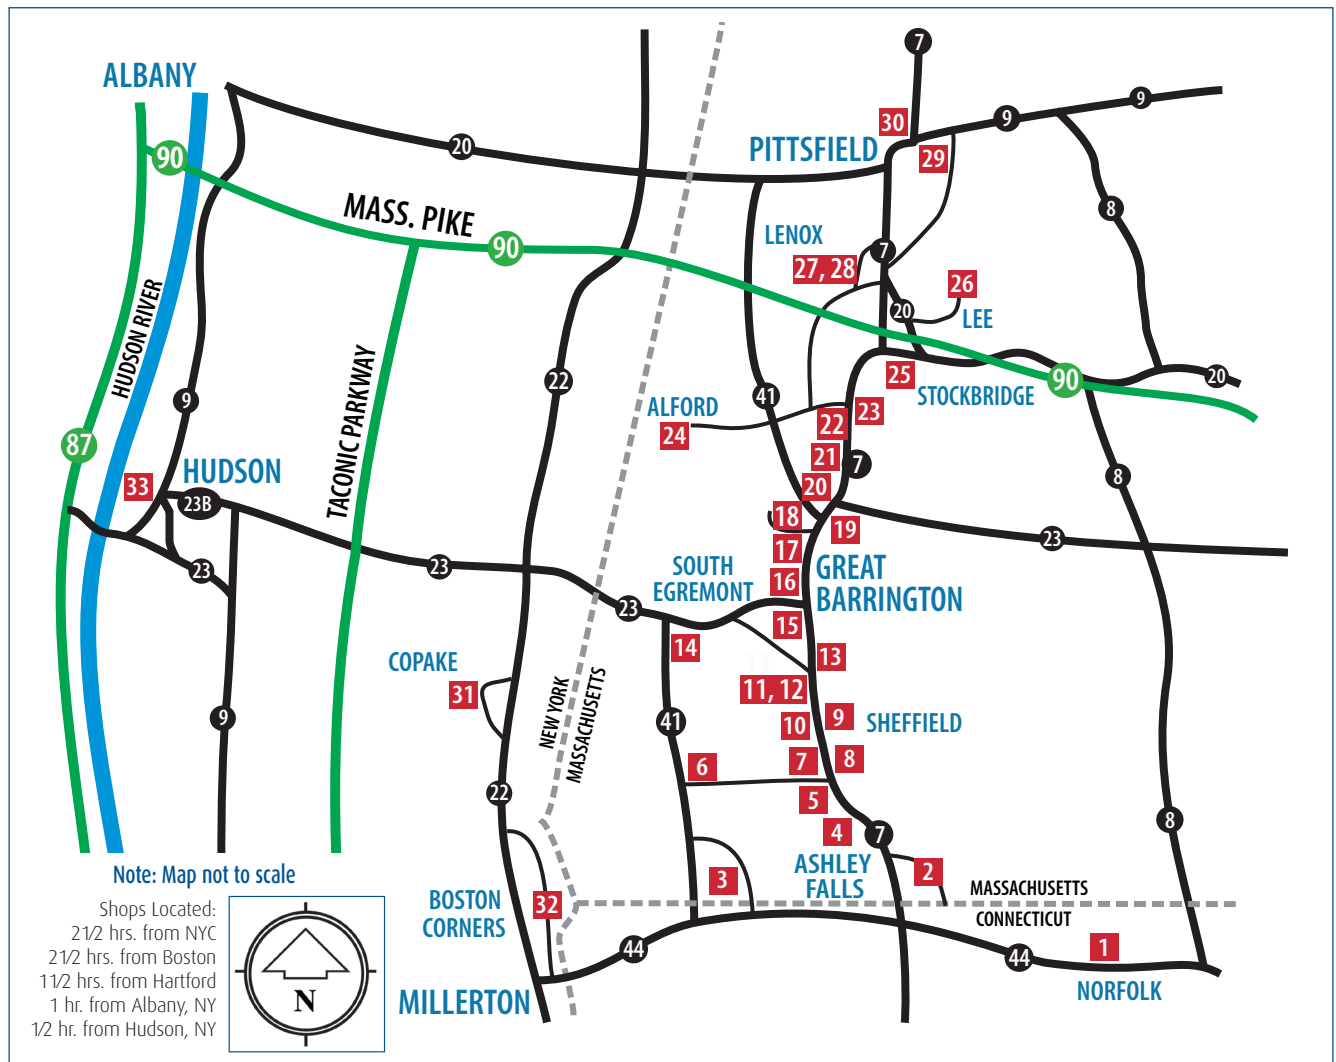 7
ALBANY
9
9
30
20
PITTSFIELD
29
90
MASS. PIKE
8
LENOX
90
7
27, 28
26
HUDSON RIVER
20
LEE
TACONIC PARKWAY
22
25
90
20
9
41
STOCKBRIDGE
ALFORD
23
24
22
87
21
7
HUDSON
8
33
20
23B
18
19
23
17
23
SOUTH
EGREMONT
GREAT
BARRINGTON
16
23
23
15
14
13
COPAKE
11
31
11, 12
NEW YORK
MASSACHUSETTS
9
41
10
9
SHEFFIELD
6
7
8
22
5
4
7
8
ASHLEY
FALLS
Note: Map not to scale
3
2
MASSACHUSETTS
CONNECTICUT
BOSTON
CORNERS
32
Shops Located:
21/2 hrs. from NYC
21/2 hrs. from Boston
11/2 hrs. from Hartford
1 hr. from Albany, NY
1/2 hr. from Hudson, NY
N
44
44
1
MILLERTON
NORFOLK